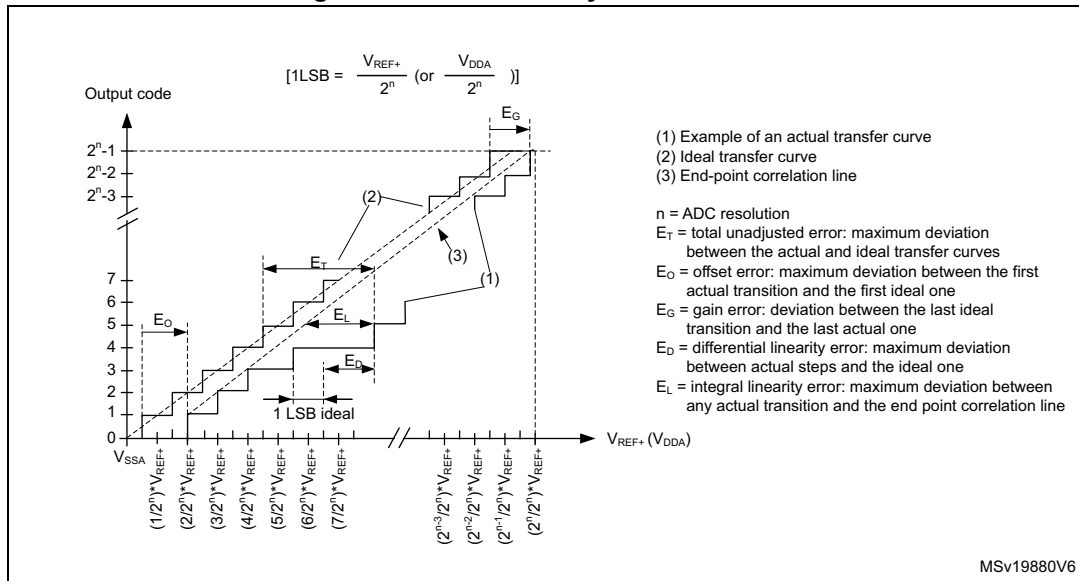 [1LSB = V_REF+ / 2^n (or V_DDA / 2^n )]
Output code
E_G
2^n-1
2^n-2
2^n-3
7
6
5
4
3
2
1
0
(2)
(3)
(1)
E_T
E_L
E_O
E_D
1 LSB ideal
V_SSA
V_REF+ (V_DDA)
(1/2^n)*V_REF+
(2/2^n)*V_REF+
(3/2^n)*V_REF+
(4/2^n)*V_REF+
(5/2^n)*V_REF+
(6/2^n)*V_REF+
(7/2^n)*V_REF+
(2^n-3/2^n)*V_REF+
(2^n-2/2^n)*V_REF+
(2^n-1/2^n)*V_REF+
(2^n/2^n)*V_REF+
(1) Example of an actual transfer curve
(2) Ideal transfer curve
(3) End-point correlation line
n = ADC resolution
E_T = total unadjusted error: maximum deviation
between the actual and ideal transfer curves
E_O = offset error: maximum deviation between the first
actual transition and the first ideal one
E_G = gain error: deviation between the last ideal
transition and the last actual one
E_D = differential linearity error: maximum deviation
between actual steps and the ideal one
E_L = integral linearity error: maximum deviation between
any actual transition and the end point correlation line
MSv19880V6